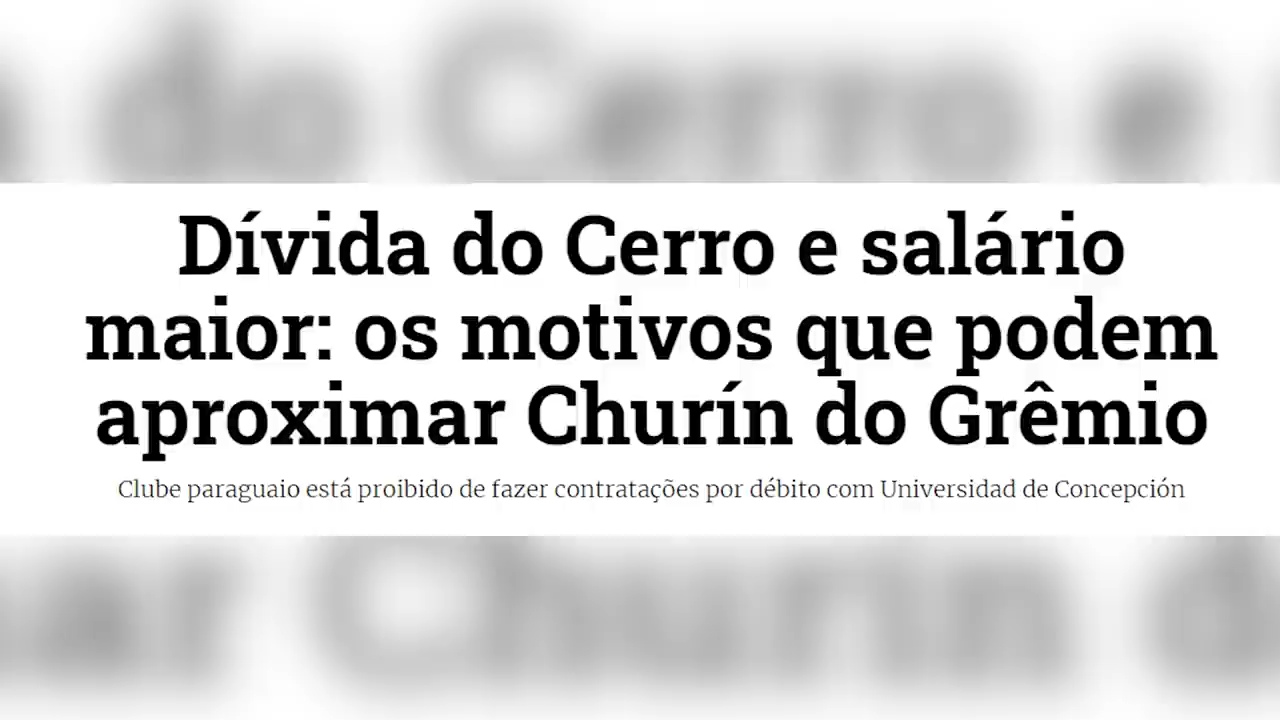 Dívida do Cerro e salário
maior: os motivos que podem
aproximar Churín do Grêmio
Clube paraguaio está proibido de fazer contratações por débito com Universidad de Concepción